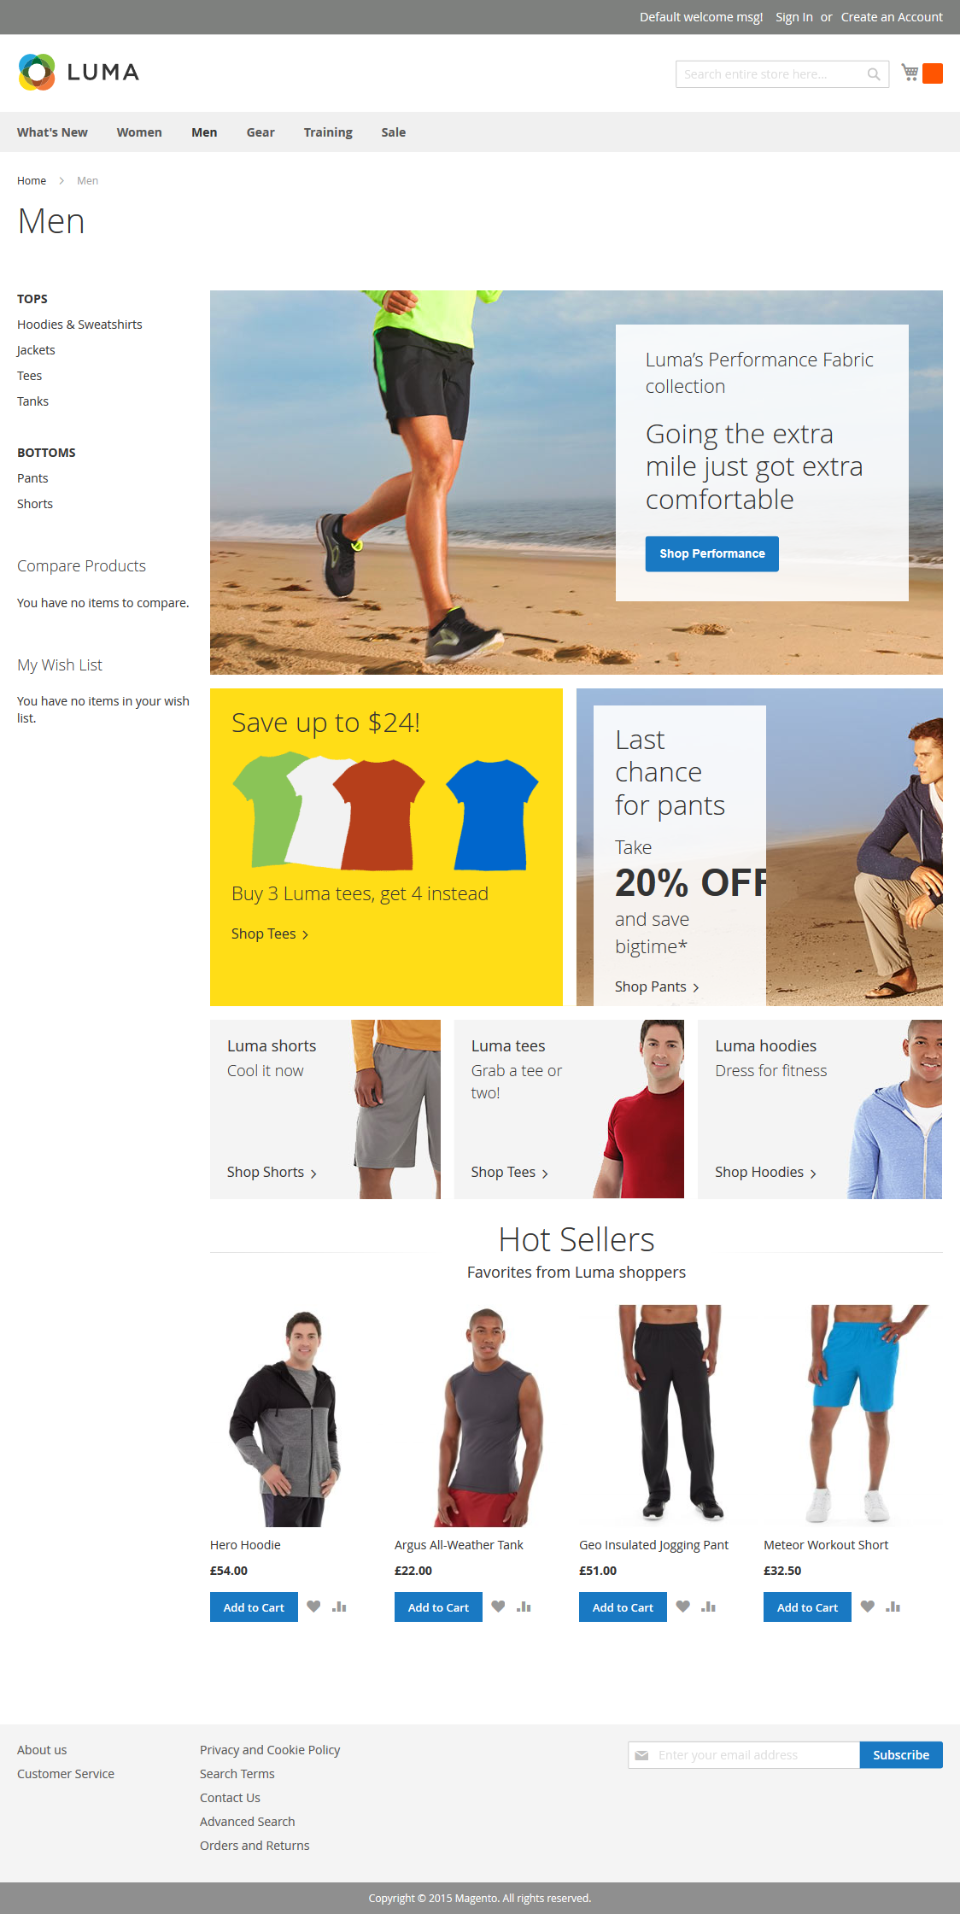 Default welcome msg! Sign In or Create an Account
LUMA
Search entire store here...
What's New Women Men Gear Training Sale
Home Men
Men
TOPS
Hoodies & Sweatshirts
Jackets
Tees
Tanks
BOTTOMS
Pants
Shorts
Compare Products
You have no items to compare.
My Wish List
You have no items in your wish
list.
Luma's Performance Fabric
collection
Going the extra
mile just got extra
comfortable
Shop Performance
Save up to $24!
Buy 3 Luma tees, get 4 instead
Shop Tees
Last
chance
for pants
Take
20% OFF
and save
bigtime*
Shop Pants
Luma shorts
Cool it now
Shop Shorts
Luma tees
Grab a tee or
two!
Shop Tees
Luma hoodies
Dress for fitness
Shop Hoodies
Hot Sellers
Favorites from Luma shoppers
Hero Hoodie
£54.00
Add to Cart
Argus All-Weather Tank
£22.00
Add to Cart
Geo Insulated Jogging Pant
£51.00
Add to Cart
Meteor Workout Short
£32.50
Add to Cart
About us
Customer Service
Privacy and Cookie Policy
Search Terms
Contact Us
Advanced Search
Orders and Returns
Enter your email address
Subscribe
Copyright © 2015 Magento. All rights reserved.